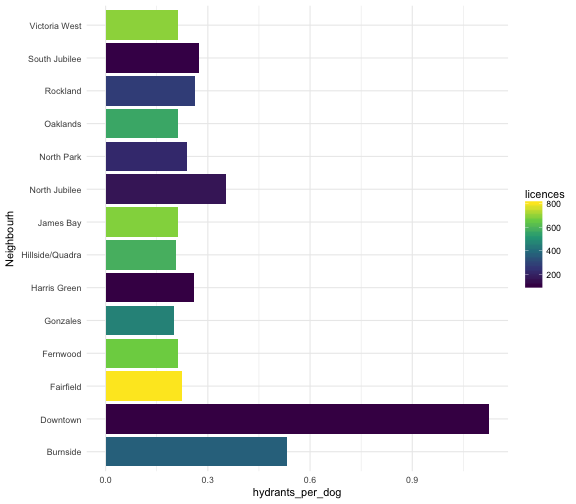 Neighbourh
Victoria West
South Jubilee
Rockland
Oaklands
North Park
North Jubilee
James Bay
Hillside/Quadra
Harris Green
Gonzales
Fernwood
Fairfield
Downtown
Burnside
0.0 0.3 0.6 0.9
hydrants_per_dog
licences
800
600
400
200